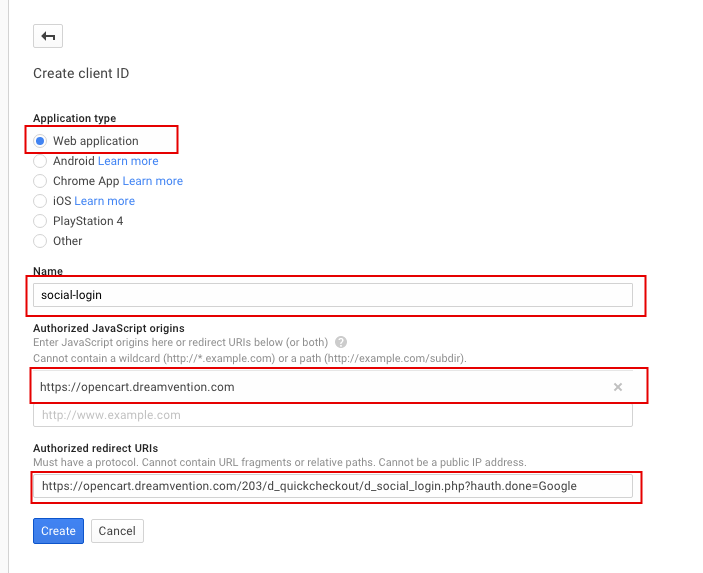 Create client ID
Application type
Web application
Android Learn more
Chrome App Learn more
iOS Learn more
PlayStation 4
Other
Name
social-login
Authorized JavaScript origins
Enter JavaScript origins here or redirect URIs below (or both) ?
Cannot contain a wildcard (http://*.example.com) or a path (http://example.com/subdir).
https://opencart.dreamvention.com ×
http://www.example.com
Authorized redirect URIs
Must have a protocol. Cannot contain URL fragments or relative paths. Cannot be a public IP address.
https://opencart.dreamvention.com/203/d_quickcheckout/d_social_login.php?hauth.done=Google
Create Cancel